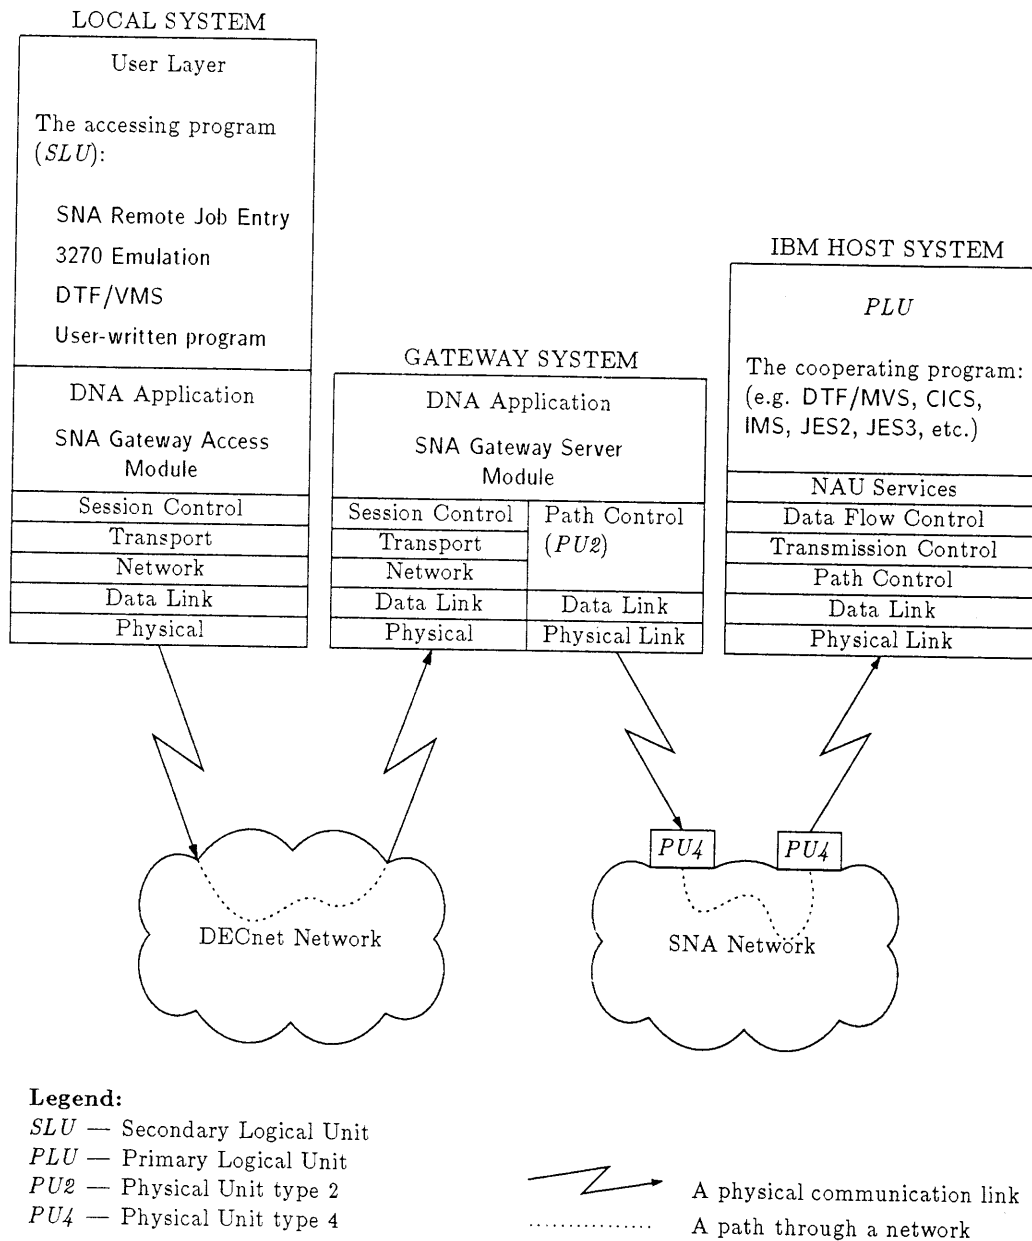 LOCAL SYSTEM
User Layer
The accessing program
(SLU):
SNA Remote Job Entry
3270 Emulation
DTF/VMS
User-written program
DNA Application
SNA Gateway Access
Module
Session Control
Transport
Network
Data Link
Physical
GATEWAY SYSTEM
DNA Application
SNA Gateway Server
Module
Session Control
Transport
Network
Data Link
Physical
Path Control
(PU2)
Data Link
Physical Link
IBM HOST SYSTEM
PLU
The cooperating program:
(e.g. DTF/MVS, CICS,
IMS, JES2, JES3, etc.)
NAU Services
Data Flow Control
Transmission Control
Path Control
Data Link
Physical Link
PU4
PU4
DECnet Network
SNA Network
Legend:
SLU — Secondary Logical Unit
PLU — Primary Logical Unit
PU2 — Physical Unit type 2
PU4 — Physical Unit type 4
A physical communication link
A path through a network